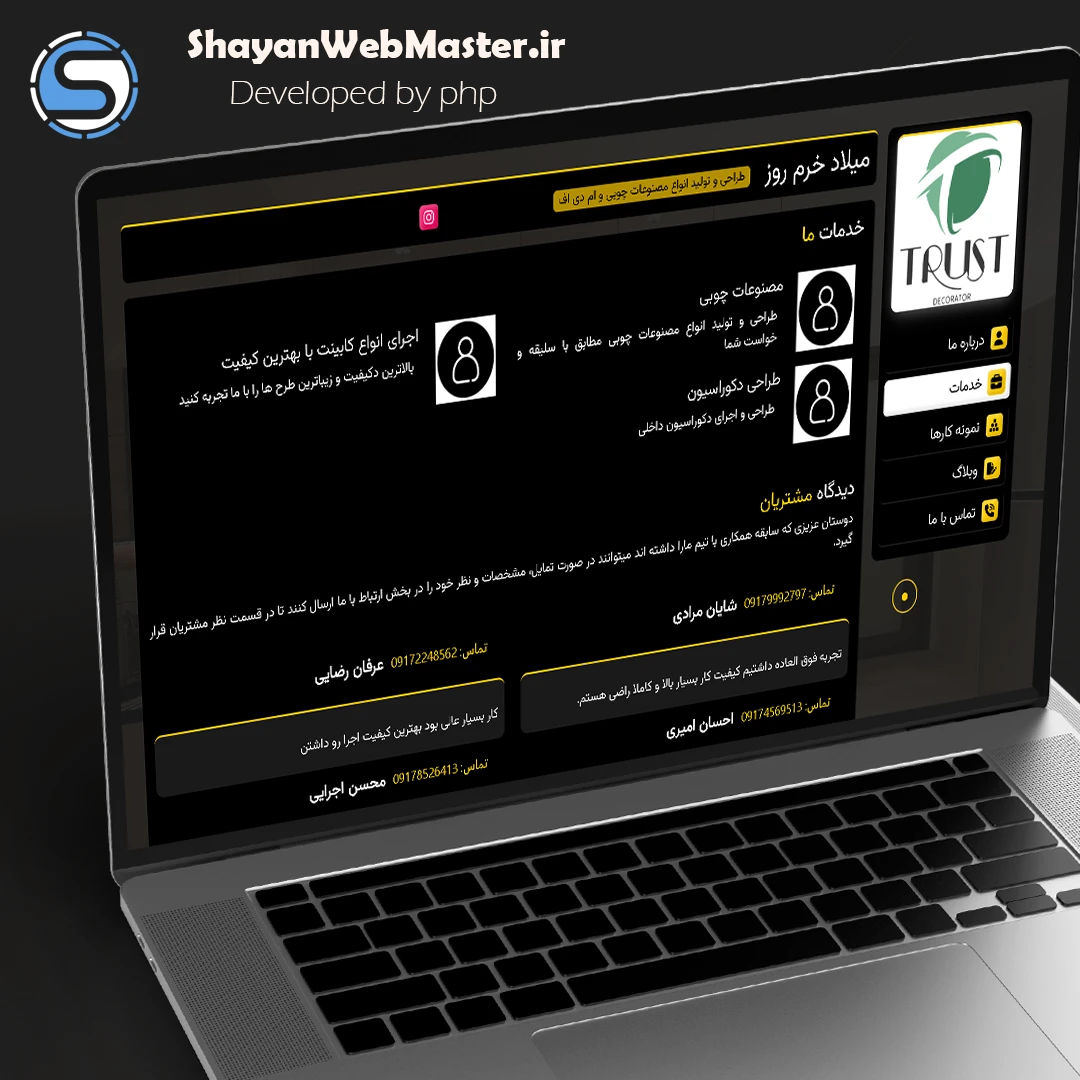 ShayanWebMaster.ir
Developed by php
میلاد خرم روز
طراحی و تولید انواع مصنوعات چوبی و ام دی اف
TRUST
DECORATOR
درباره ما
خدمات
نمونه کارها
وبلاگ
تماس با ما
خدمات ما
مصنوعات چوبی
طراحی و تولید انواع مصنوعات چوبی مطابق با سلیقه و
خواست شما
اجرای انواع کابینت با بهترین کیفیت
بالاترین دکیفیت و زیباترین طرح ها را با ما تجربه کنید
طراحی دکوراسیون
طراحی و اجرای دکوراسیون داخلی
دیدگاه مشتریان
دوستان عزیزی که سابقه همکاری با تیم مارا داشته اند میتوانند در صورت تمایل، مشخصات و نظر خود را در بخش ارتباط با ما ارسال کنند تا در قسمت نظر مشتریان قرار
گیرد.
شایان مرادی تماس: 09179992797
تجربه فوق العاده داشتیم کیفیت کار بسیار بالا و کاملا راضی هستم.
عرفان رضایی تماس: 09172248562
کار بسیار عالی بود بهترین کیفیت اجرا رو داشتن
احسان امیری تماس: 09174569513
محسن اجرایی تماس: 09178526413